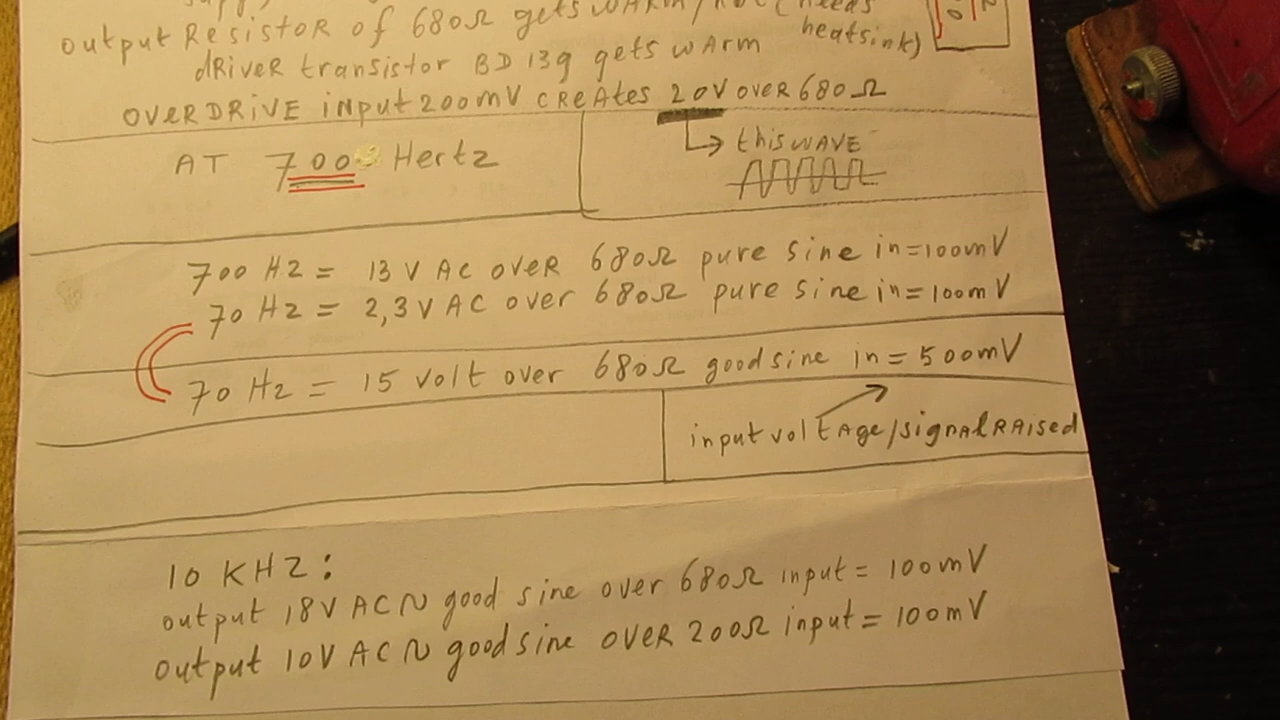 output Resistor of 680Ω gets warm/hot (needs heatsink)
driver transistor BD 139 gets warm
OVERDRIVE input 200mV creates 20V over 680Ω
AT 700 Hertz
this wave
700 HZ = 13 V AC over 680Ω pure sine in=100mV
70 HZ = 2,3 V AC over 680Ω pure sine in=100mV
70 HZ = 15 volt over 680Ω good sine in=500mV
input voltage/signal raised
10 KHZ:
output 18V AC ~ good sine over 680Ω input = 100mV
output 10V AC ~ good sine over 200Ω input = 100mV